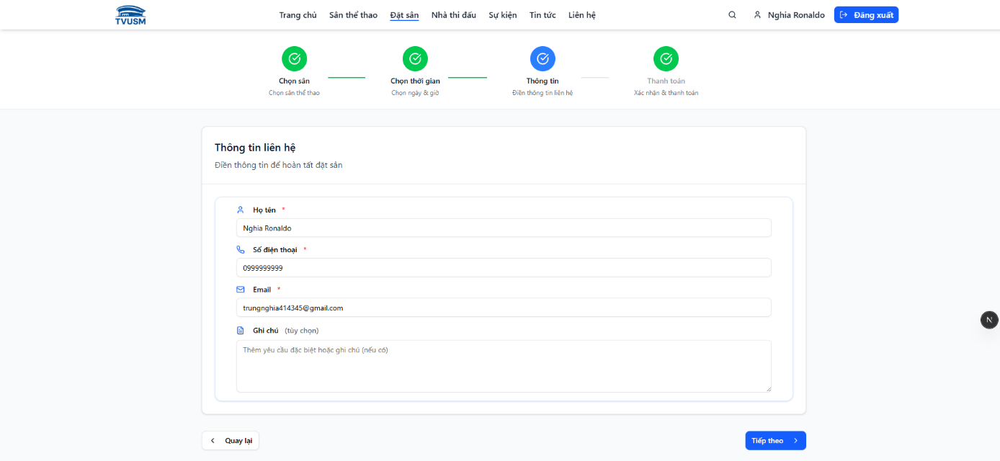 TVUSM
Trang chủ Sân thể thao Đặt sân Nhà thi đấu Sự kiện Tin tức Liên hệ Nghia Ronaldo Đăng xuất
Chọn sân Chọn thời gian Thông tin Thanh toán
Chọn sân thể thao Chọn ngày & giờ Điền thông tin liên hệ Xác nhận & thanh toán
Thông tin liên hệ
Điền thông tin để hoàn tất đặt sân
Họ tên *
Nghia Ronaldo
Số điện thoại *
0999999999
Email *
trungnghia414345@gmail.com
Ghi chú (tùy chọn)
Thêm yêu cầu đặc biệt hoặc ghi chú (nếu có)
N
Quay lại Tiếp theo